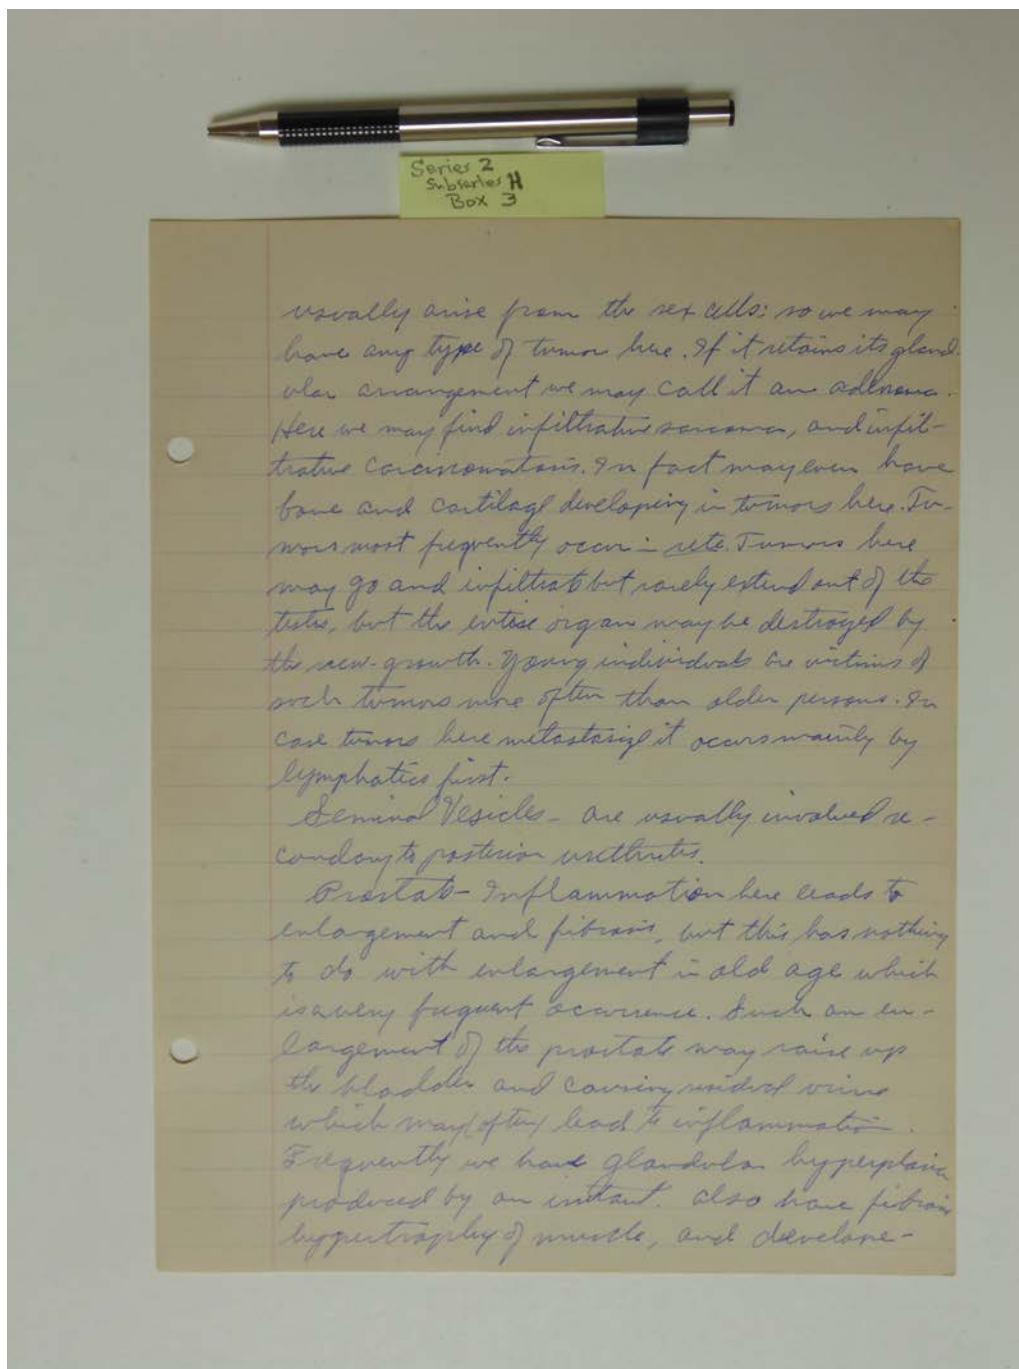 Series 2
Subseries H
Box 3
usually arise from the sex cells: so we may
have any type of tumor here. If it retains its gland-
ular arrangement we may call it an adenoma.
Here we may find infiltrative sarcoma, and infil-
trative carcinomatosis. In fact may even have
bone and cartilage developing in tumors here. Tu-
mors most frequently occur in rete. Tumors here
may go and infiltrate but rarely extend out of the
testes, but the entire organ may be destroyed by
the new-growth. Young individuals are victims of
such tumors more often than older persons. In
case tumors here metastasize it occurs mainly by
lymphatics first.
Seminal Vesicles - are usually involved se-
condary to posterior urethritis.
Prostate - Inflammation here leads to
enlargement and fibrosis, but this has nothing
to do with enlargement in old age which
is a very frequent ocurrence. Such an en-
largement of the prostate may raise up
the bladder and causing residual urine
which may (often) lead to inflammation.
Frequently we have glandular hyperplasia
produced by an irritant. Also have fibrosis
hypertrophy of muscle, and develope-